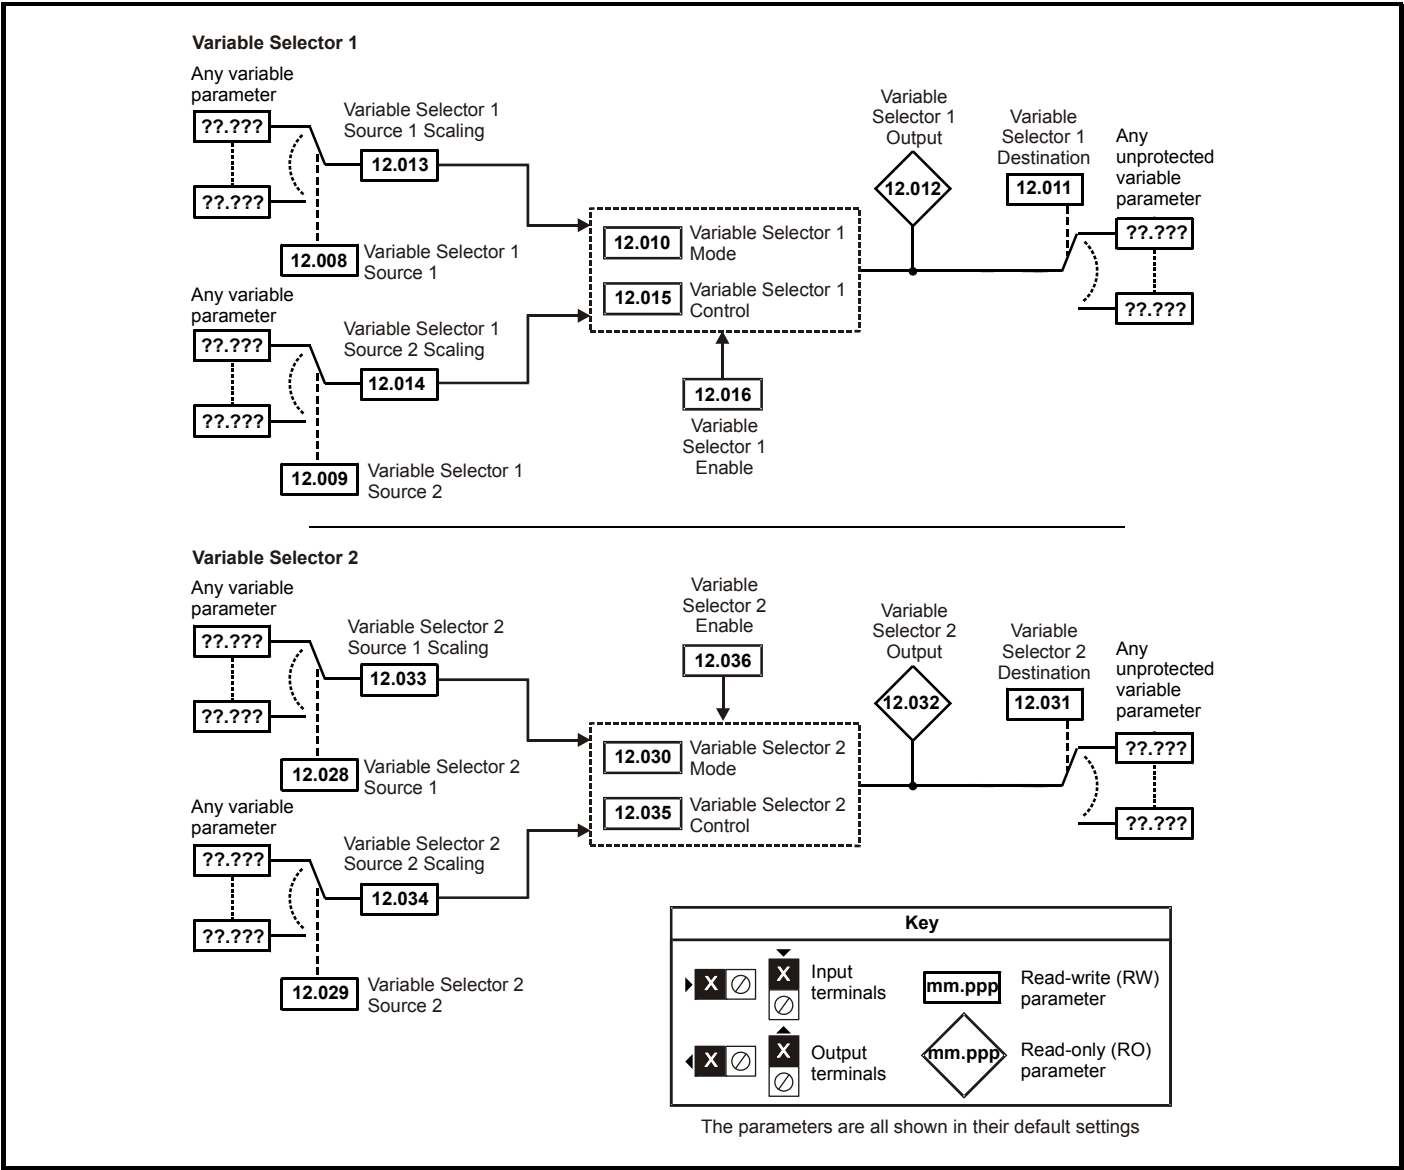 Variable Selector 1
Any variable
parameter
??.???
??.???
Variable Selector 1
Source 1 Scaling
12.013
12.008
Variable Selector 1
Source 1
Any variable
parameter
??.???
??.???
Variable Selector 1
Source 2 Scaling
12.014
12.009
Variable Selector 1
Source 2
12.010
Variable Selector 1
Mode
12.015
Variable Selector 1
Control
12.016
Variable
Selector 1
Enable
Variable
Selector 1
Output
12.012
Variable
Selector 1
Destination
12.011
Any
unprotected
variable
parameter
??.???
??.???
Variable Selector 2
Any variable
parameter
??.???
??.???
Variable Selector 2
Source 1 Scaling
12.033
12.028
Variable Selector 2
Source 1
Any variable
parameter
??.???
??.???
Variable Selector 2
Source 2 Scaling
12.034
12.029
Variable Selector 2
Source 2
Variable
Selector 2
Enable
12.036
12.030
Variable Selector 2
Mode
12.035
Variable Selector 2
Control
Variable
Selector 2
Output
12.032
Variable
Selector 2
Destination
12.031
Any
unprotected
variable
parameter
??.???
??.???
Key
X
X
Input
terminals
mm.ppp
Read-write (RW)
parameter
X
X
Output
terminals
mm.ppp
Read-only (RO)
parameter
The parameters are all shown in their default settings